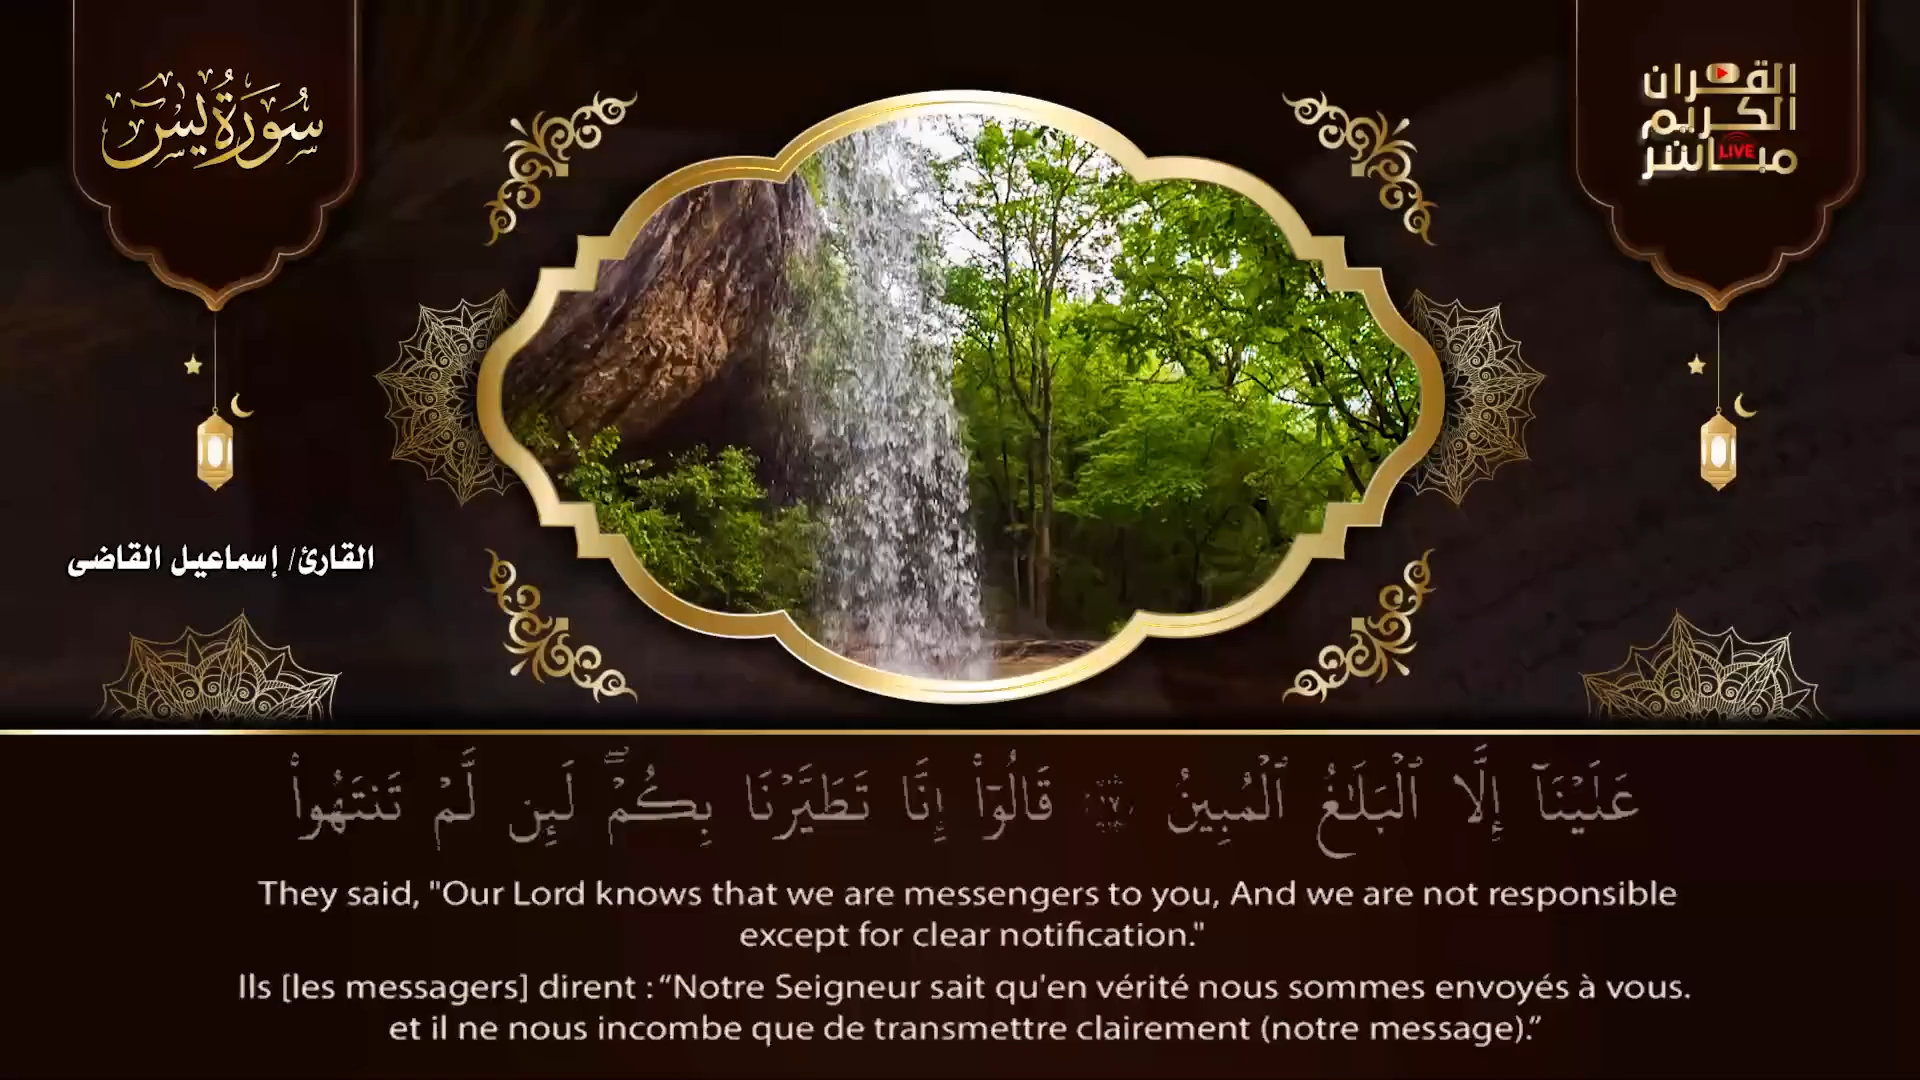 سُورَةُ يسٓ
القرآن
الكريم
مباشر
LIVE
القارئ/ إسماعيل القاضى
عَلَيۡنَآ إِلَّا ٱلۡبَلَٰغُ ٱلۡمُبِينُ ١٧ قَالُوٓاْ إِنَّا تَطَيَّرۡنَا بِكُمۡۖ لَئِن لَّمۡ تَنتَهُواْ
They said, "Our Lord knows that we are messengers to you, And we are not responsible
except for clear notification."
Ils [les messagers] dirent : “Notre Seigneur sait qu'en vérité nous sommes envoyés à vous.
et il ne nous incombe que de transmettre clairement (notre message).”